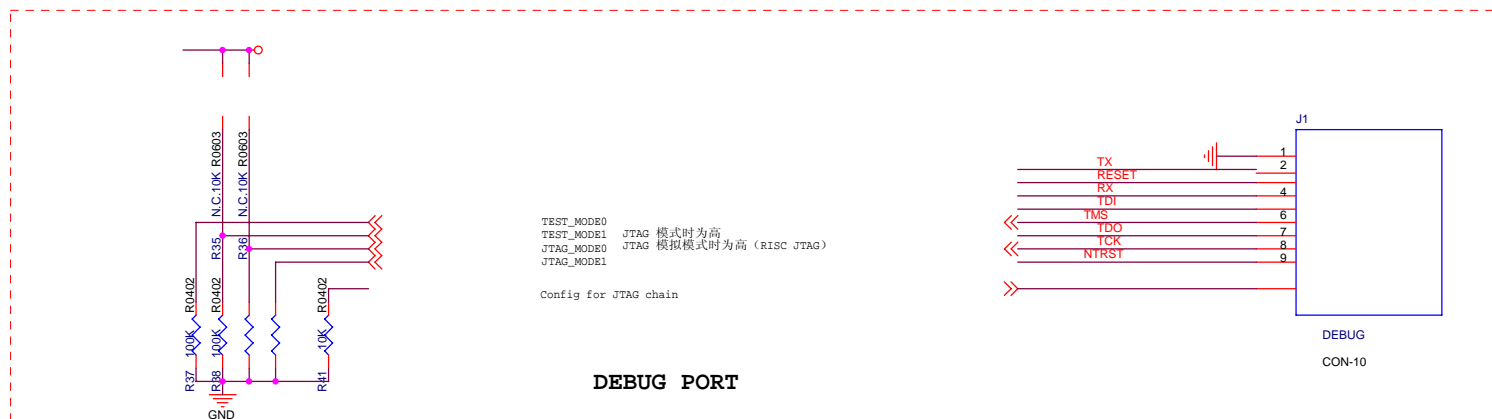 J1
1
TX
2
RESET
RX
4
TDI
TMS
6
TDO
7
TCK
8
NTRST
9
DEBUG
CON-10
N.C.10K R0603
N.C.10K R0603
R35
R36
TEST_MODE0
TEST_MODE1 JTAG 模式时为高
JTAG_MODE0 JTAG 模拟模式时为高（RISC JTAG）
JTAG_MODE1
Config for JTAG chain
R0402
R0402
R0402
100K
100K
10K
R37
R38
R41
GND
DEBUG PORT